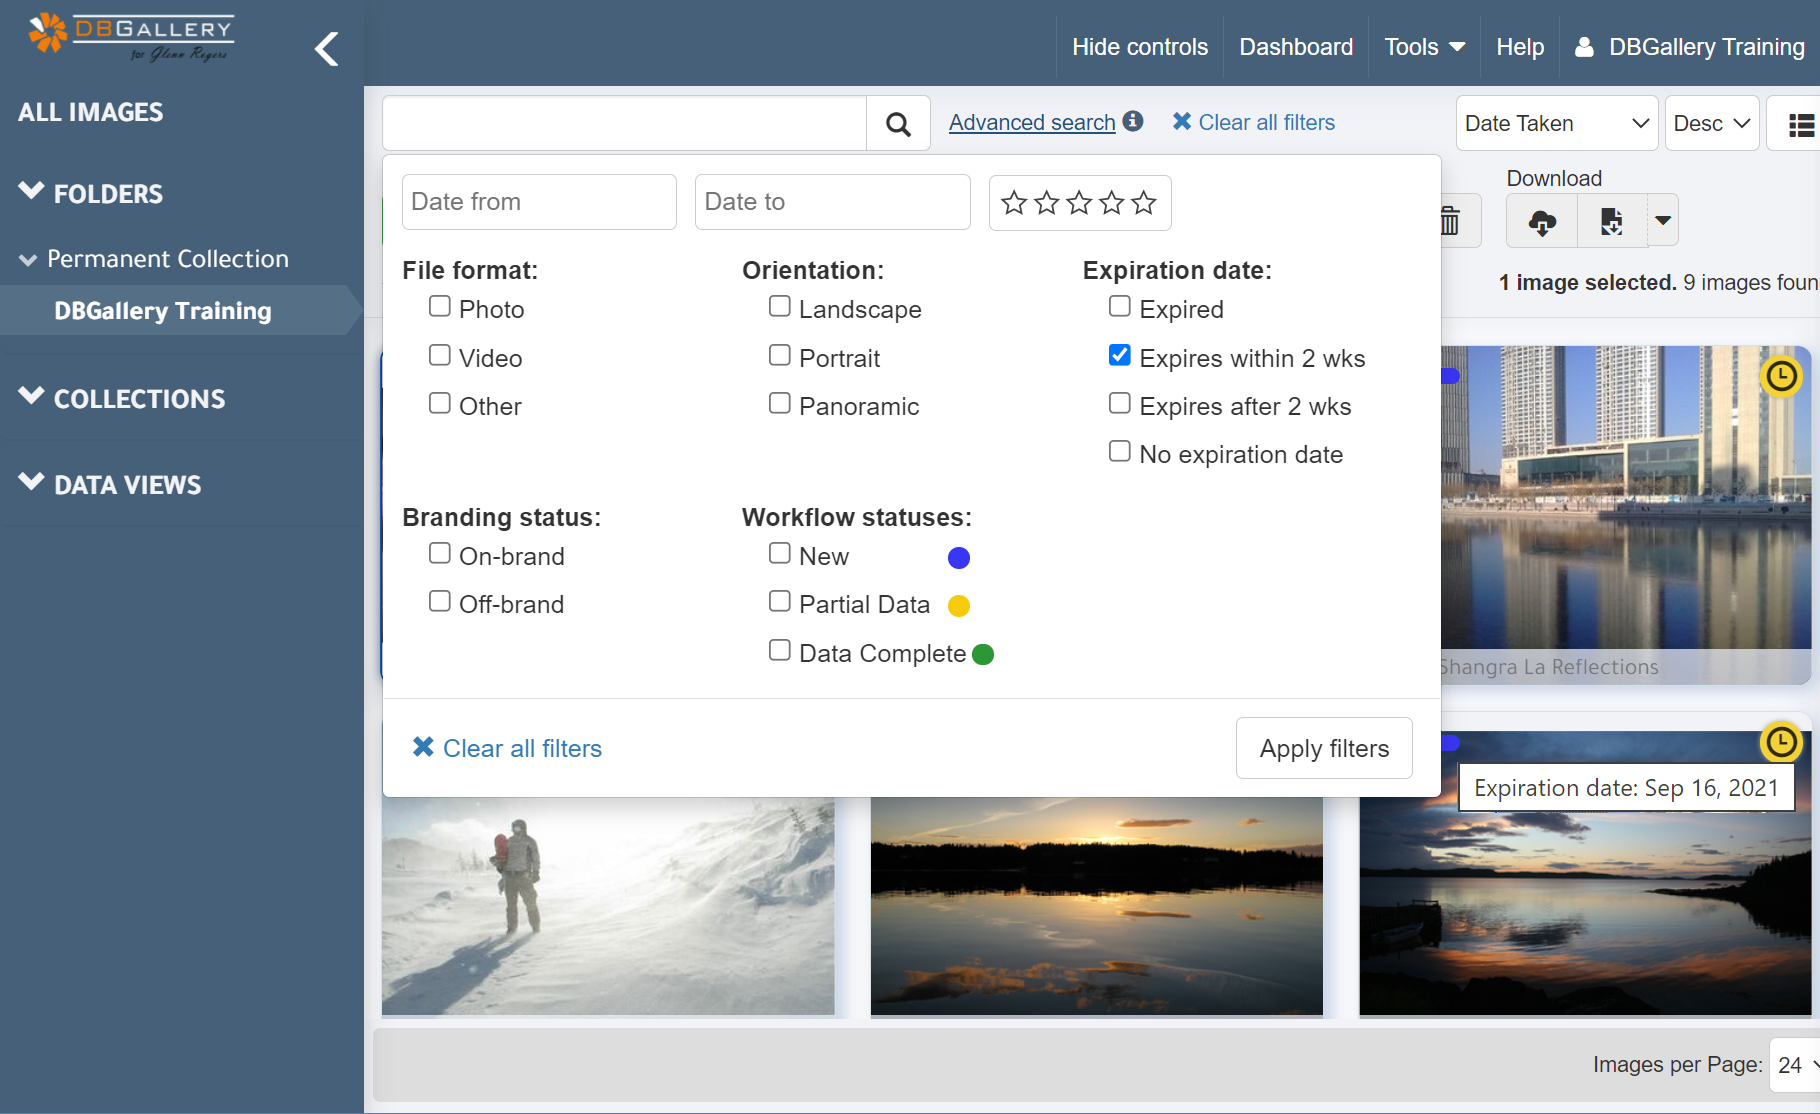 DBGALLERY
for Glenn Rogers
Hide controls
Dashboard
Tools
Help
DBGallery Training
ALL IMAGES
FOLDERS
Permanent Collection
DBGallery Training
COLLECTIONS
DATA VIEWS
Advanced search
Clear all filters
Date Taken
Desc
Date from
Date to
Download
1 image selected. 9 images foun
File format:
Photo
Video
Other
Orientation:
Landscape
Portrait
Panoramic
Expiration date:
Expired
Expires within 2 wks
Expires after 2 wks
No expiration date
Branding status:
On-brand
Off-brand
Workflow statuses:
New
Partial Data
Data Complete
Clear all filters
Apply filters
Shangra La Reflections
Expiration date: Sep 16, 2021
Images per Page: 24